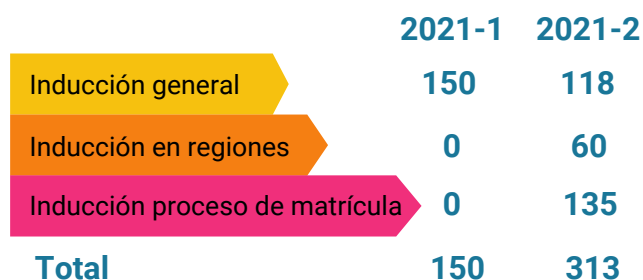 2021-1 2021-2
Inducción general 150 118
Inducción en regiones 0 60
Inducción proceso de matrícula 0 135
Total 150 313